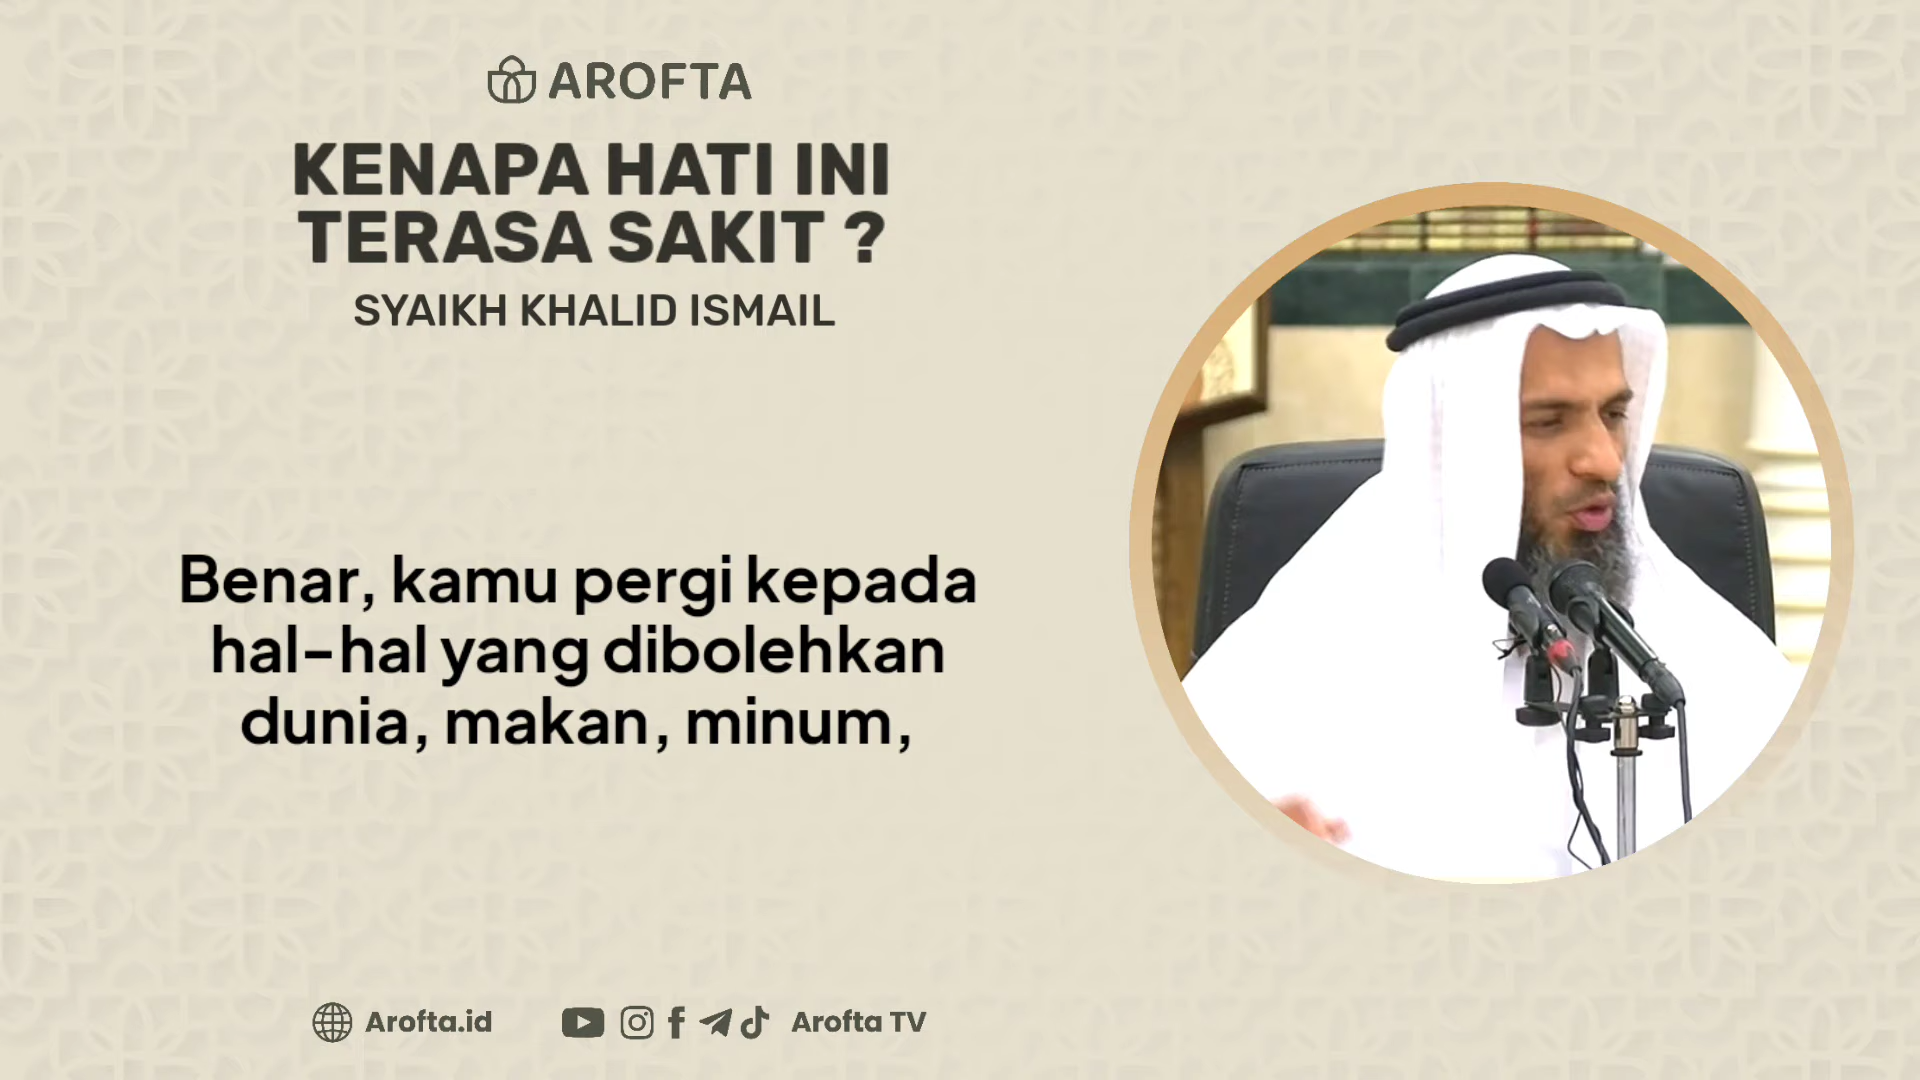 AROFTA
KENAPA HATI INI
TERASA SAKIT ?
SYAIKH KHALID ISMAIL
Benar, kamu pergi kepada
hal-hal yang dibolehkan
dunia, makan, minum,
Arofta.id
Arofta TV